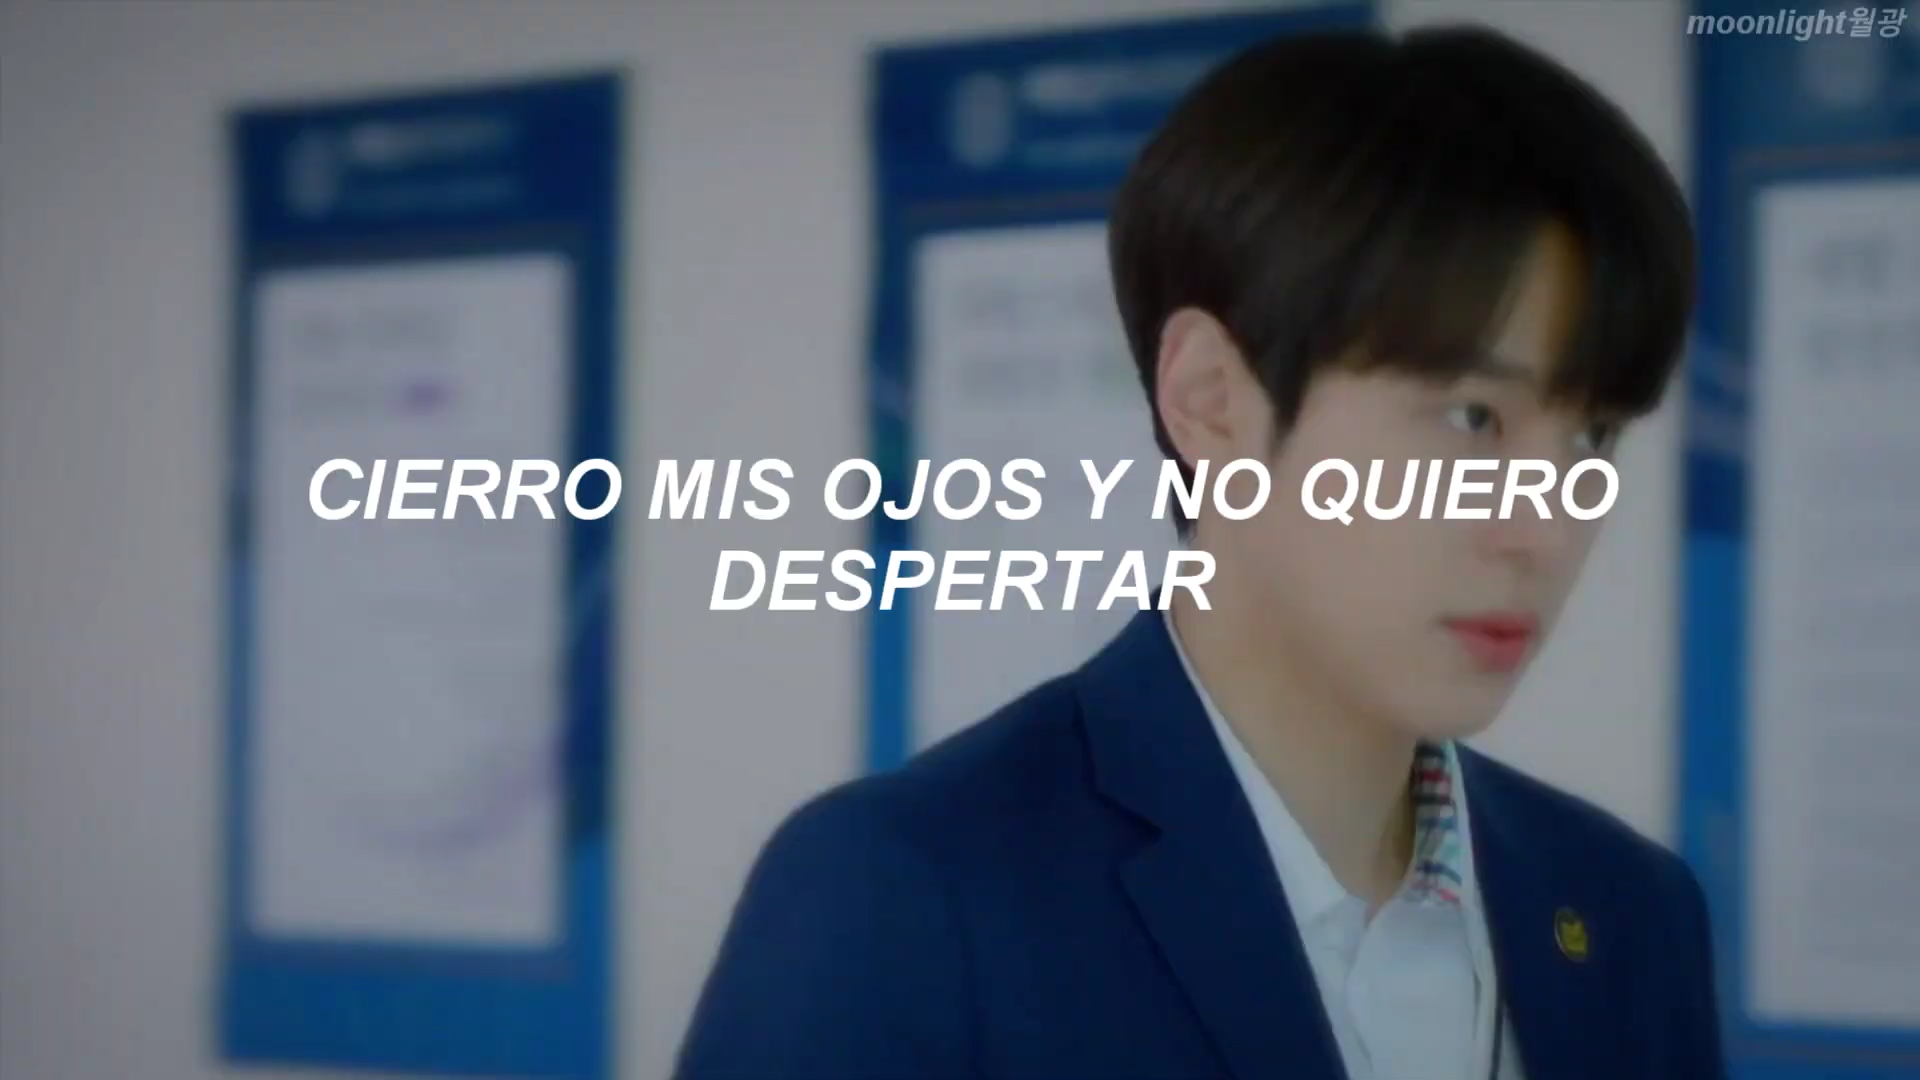 moonlight월광
CIERRO MIS OJOS Y NO QUIERO
DESPERTAR